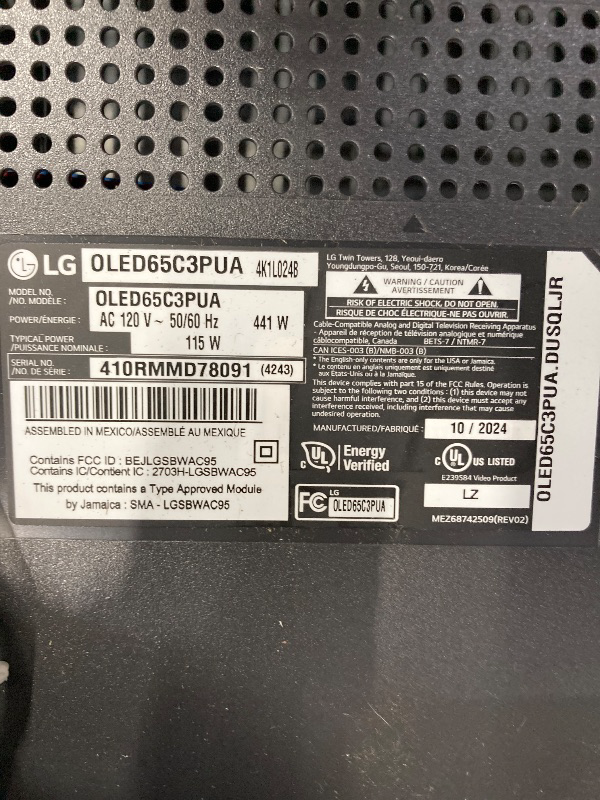 LG OLED65C3PUA 4K1L024B
MODEL NO. /NO. MODÈLE : OLED65C3PUA
POWER/ÉNERGIE : AC 120 V ~ 50/60 Hz 441 W
TYPICAL POWER /PUISSANCE NOMINALE : 115 W
SERIAL NO. /NO. DE SÉRIE : 410RMMD78091 (4243)
ASSEMBLED IN MEXICO/ASSEMBLÉ AU MEXIQUE
Contains FCC ID : BEJLGSBWAC95
Contains IC/Content IC : 2703H-LGSBWAC95
This product contains a Type Approved Module
by Jamaica : SMA - LGSBWAC95
LG Twin Towers, 128, Yeoui-daero
Youngdungpo-Gu, Seoul, 150-721, Korea/Corée
WARNING / CAUTION
AVERTISSEMENT
RISK OF ELECTRIC SHOCK, DO NOT OPEN.
RISQUE DE CHOC ÉLECTRIQUE-NE PAS OUVRIR.
Cable-Compatible Analog and Digital Television Receiving Apparatus
- Appareil de réception de télévision analogique et numérique
câblocompatible, Canada BETS-7 / NTMR-7
CAN ICES-003 (B)/NMB-003 (B)
* The English-only contents are only for the USA or Jamaica.
* Le contenu en anglais uniquement est uniquement destiné
aux États-Unis ou à la Jamaïque.
This device complies with part 15 of the FCC Rules. Operation is
subject to the following two conditions : (1) this device may not
cause harmful interference, and (2) this device must accept any
interference received, including interference that may cause
undesired operation.
MANUFACTURED/FABRIQUÉ : 10 / 2024
c UL Energy Verified
c UL US LISTED
E239584 Video Product
FC LG OLED65C3PUA
LZ
MEZ68742509(REV02)
OLED65C3PUA.DUSQLJR